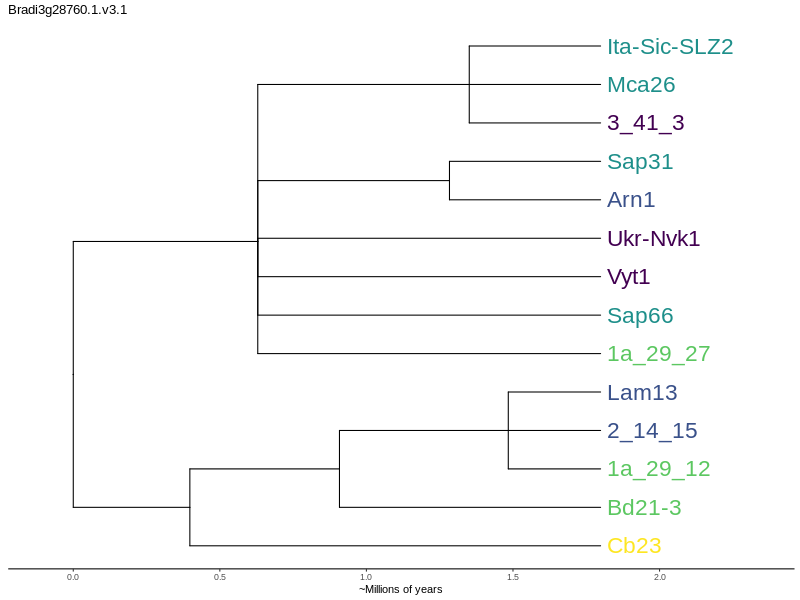 Bradi3g28760.1.v3.1
Ita-Sic-SLZ2
Mca26
3_41_3
Sap31
Arn1
Ukr-Nvk1
Vyt1
Sap66
1a_29_27
Lam13
2_14_15
1a_29_12
Bd21-3
Cb23
0.0 0.5 1.0 1.5 2.0
~Millions of years